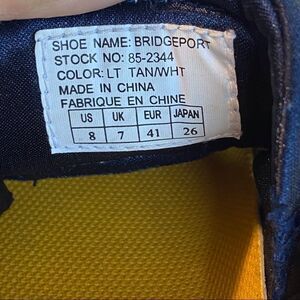 SHOE NAME: BRIDGEPORT
STOCK NO: 85-2344
COLOR: LT TAN/WHT
MADE IN CHINA
FABRIQUE EN CHINE
US UK EUR JAPAN
8 7 41 26